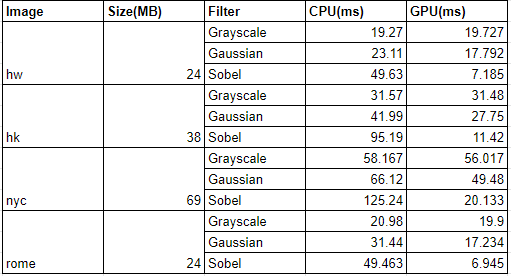 Image Size(MB) Filter CPU(ms) GPU(ms)
Grayscale 19.27 19.727
Gaussian 23.11 17.792
hw 24 Sobel 49.63 7.185
Grayscale 31.57 31.48
Gaussian 41.99 27.75
hk 38 Sobel 95.19 11.42
Grayscale 58.167 56.017
Gaussian 66.12 49.48
nyc 69 Sobel 125.24 20.133
Grayscale 20.98 19.9
Gaussian 31.44 17.234
rome 24 Sobel 49.463 6.945